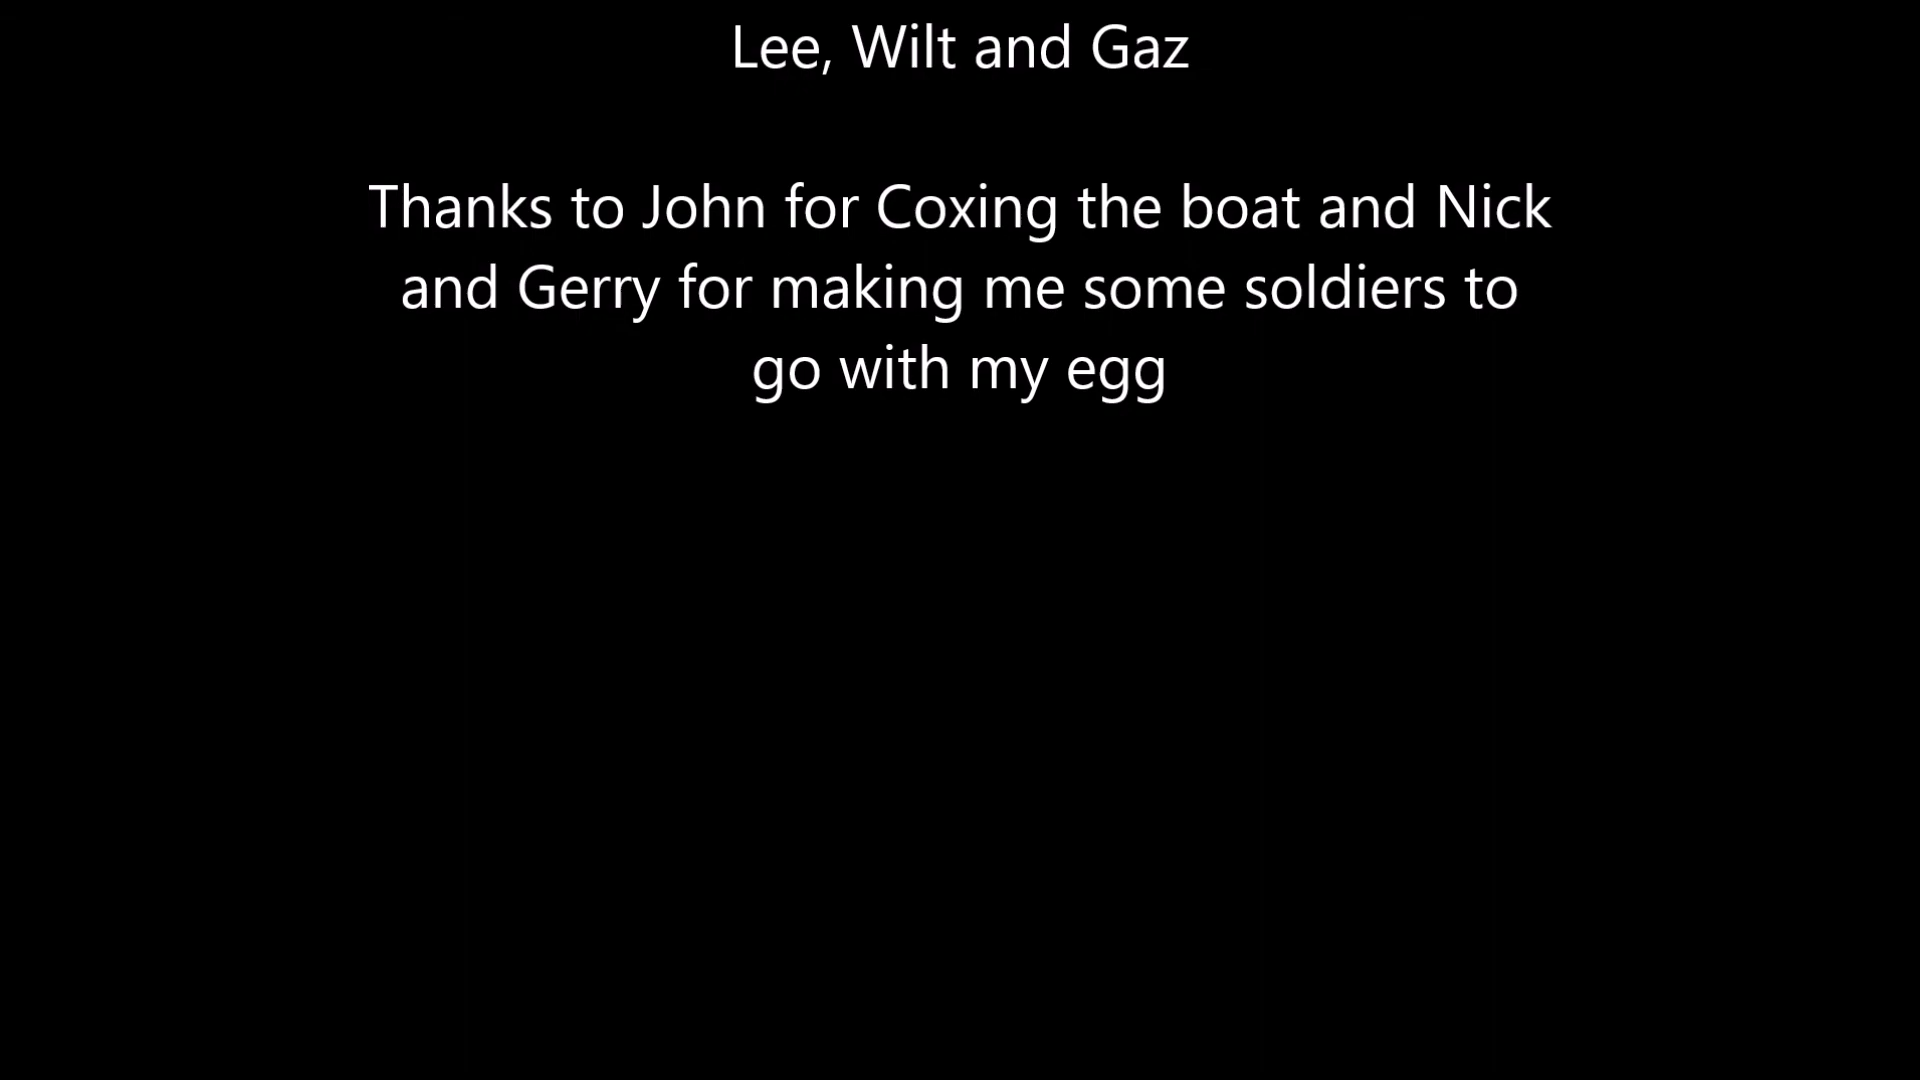 Lee, Wilt and Gaz
Thanks to John for Coxing the boat and Nick
and Gerry for making me some soldiers to
go with my egg